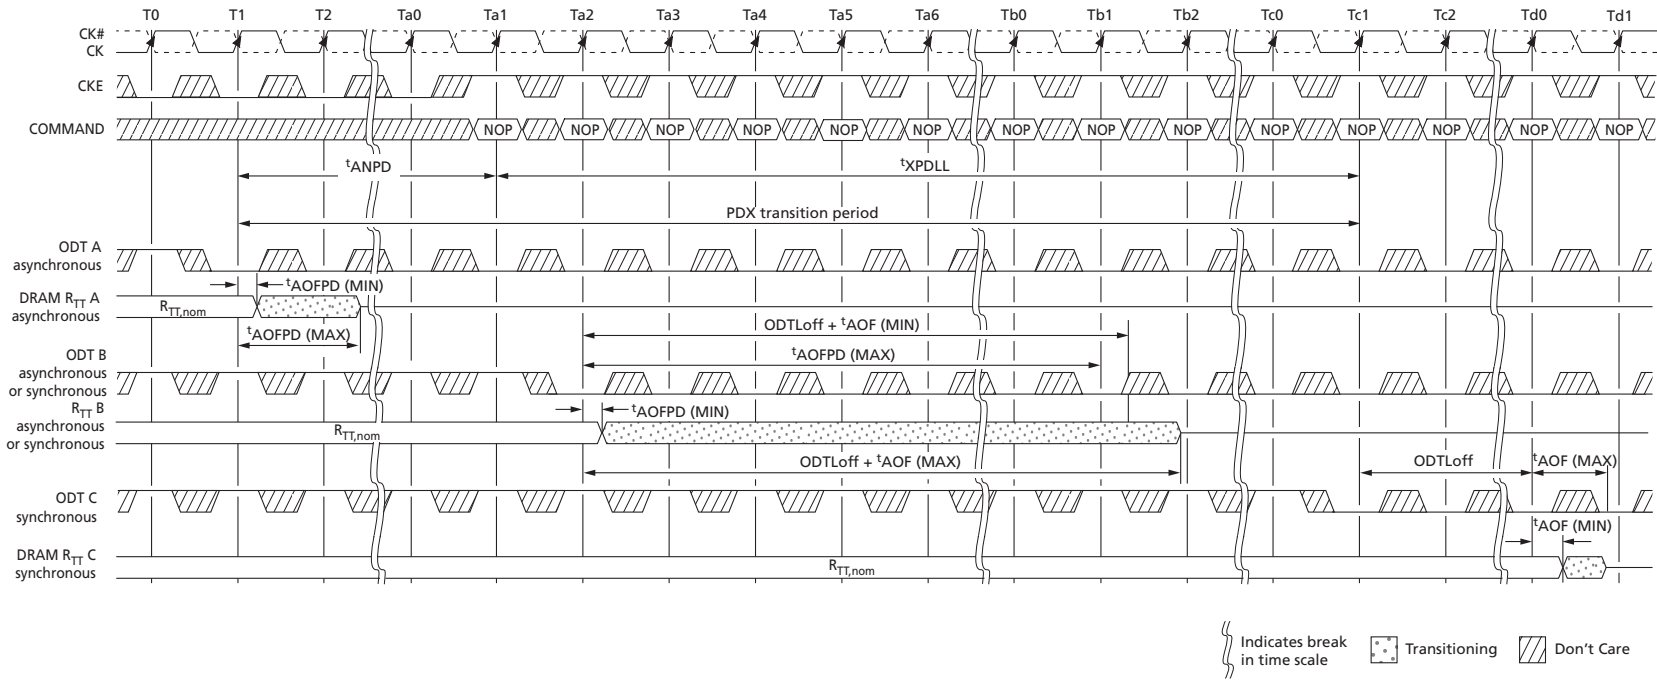 T0 T1 T2 Ta0 Ta1 Ta2 Ta3 Ta4 Ta5 Ta6 Tb0 Tb1 Tb2 Tc0 Tc1 Tc2 Td0 Td1
CK#
CK
CKE
COMMAND NOP NOP NOP NOP NOP NOP NOP NOP NOP NOP NOP NOP NOP NOP
tANPD tXPDLL
PDX transition period
ODT A
asynchronous
tAOFPD (MIN)
DRAM RTT A
asynchronous
RTT,nom
tAOFPD (MAX)
ODTLoff + tAOF (MIN)
tAOFPD (MAX)
ODT B
asynchronous
or synchronous
tAOFPD (MIN)
RTT B
asynchronous
or synchronous
RTT,nom
ODTLoff + tAOF (MAX)
ODTLoff tAOF (MAX)
ODT C
synchronous
tAOF (MIN)
DRAM RTT C
synchronous
RTT,nom
Indicates break
in time scale
Transitioning
Don't Care